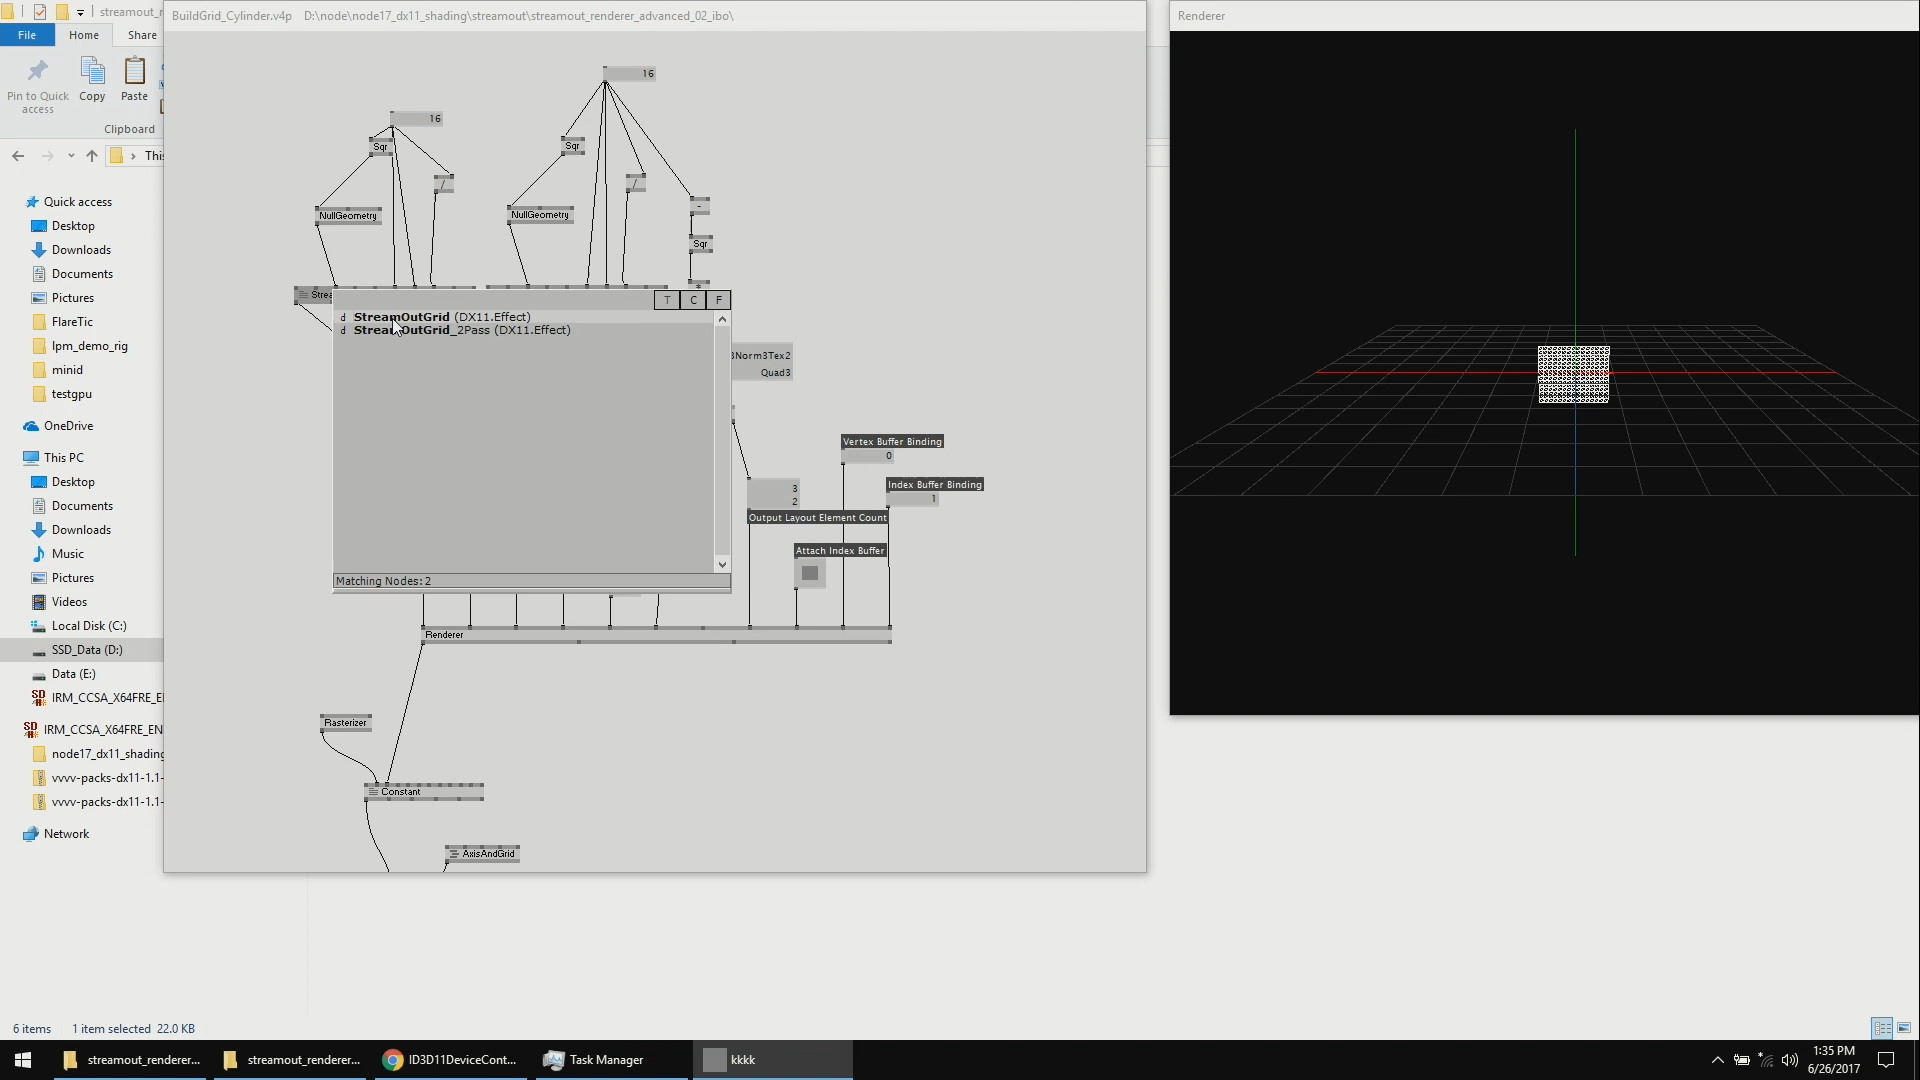 streamout_r
File
Home
Share
Pin to Quick
access
Copy
Paste
Clipboard
This
Quick access
Desktop
Downloads
Documents
Pictures
FlareTic
lpm_demo_rig
minid
testgpu
OneDrive
This PC
Desktop
Documents
Downloads
Music
Pictures
Videos
Local Disk (C:)
SSD_Data (D:)
Data (E:)
IRM_CCSA_X64FRE_E
IRM_CCSA_X64FRE_EN
node17_dx11_shading
vvvv-packs-dx11-1.1-
vvvv-packs-dx11-1.1-
Network
6 items 1 item selected 22.0 KB
BuildGrid_Cylinder.v4p D:\node\node17_dx11_shading\streamout\streamout_renderer_advanced_02_ibo\
16
16
Sqr
Sqr
/
/
NullGeometry
NullGeometry
-
Sqr
*
Strea
T C F
d StreamOutGrid (DX11.Effect)
d StreamOutGrid_2Pass (DX11.Effect)
Matching Nodes: 2
3Norm3Tex2
Quad3
Vertex Buffer Binding
0
Index Buffer Binding
1
3
2
Output Layout Element Count
Attach Index Buffer
Renderer
Rasterizer
Constant
AxisAndGrid
Renderer
streamout_renderer...
streamout_renderer...
ID3D11DeviceCont...
Task Manager
kkkk
1:35 PM
6/26/2017